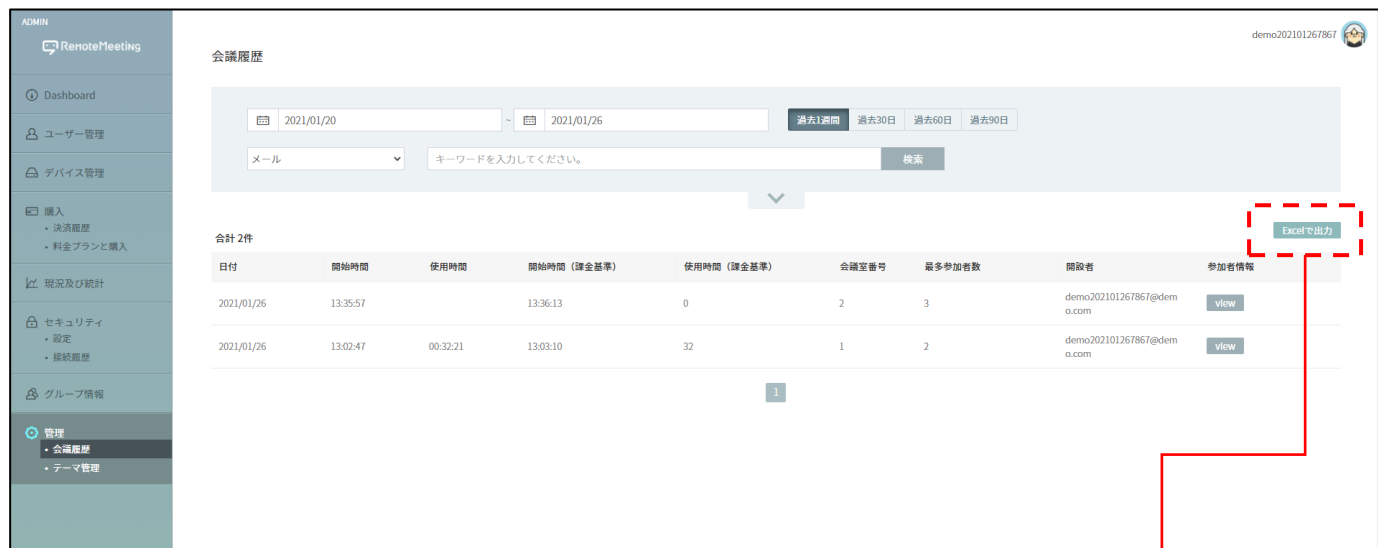 ADMIN
RemoteMeeting
demo202101267867
会議履歴
Dashboard
ユーザー管理
デバイス管理
購入
・決済履歴
・料金プランと購入
現況及び統計
セキュリティ
・設定
・接続履歴
グループ情報
管理
・会議履歴
・テーマ管理
2021/01/20 ~ 2021/01/26 過去1週間 過去30日 過去60日 過去90日
メール キーワードを入力してください。 検索
Excelで出力
合計 2件
日付 開始時間 使用時間 開始時間（課金基準） 使用時間（課金基準） 会議室番号 最多参加者数 開設者 参加者情報
2021/01/26 13:35:57 13:36:13 0 2 3 demo202101267867@dem view
o.com
2021/01/26 13:02:47 00:32:21 13:03:10 32 1 2 demo202101267867@dem view
o.com
1